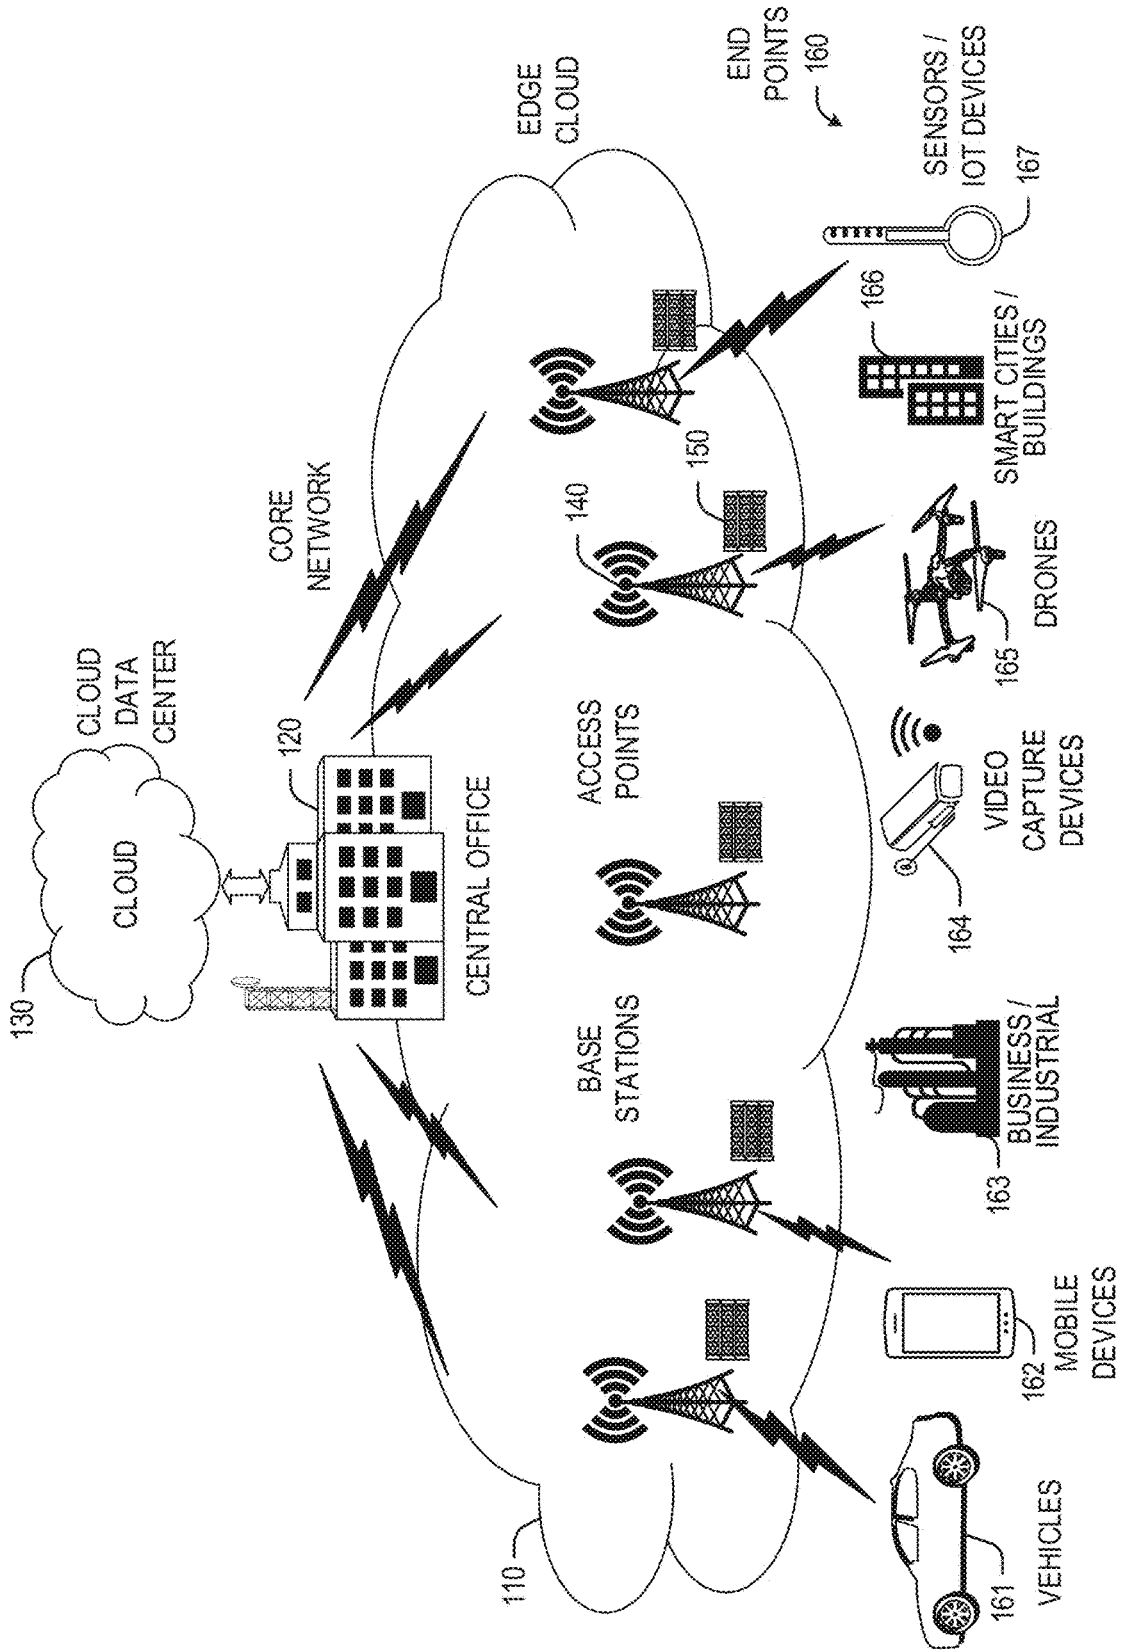 130
CLOUD
CLOUD
DATA
CENTER
120
CORE
NETWORK
CENTRAL OFFICE
EDGE
CLOUD
110
BASE
STATIONS
ACCESS
POINTS
140
150
END
POINTS
160
161
VEHICLES
162
MOBILE
DEVICES
163
BUSINESS /
INDUSTRIAL
164
VIDEO
CAPTURE
DEVICES
165
DRONES
166
SMART CITIES /
BUILDINGS
SENSORS /
IOT DEVICES
167